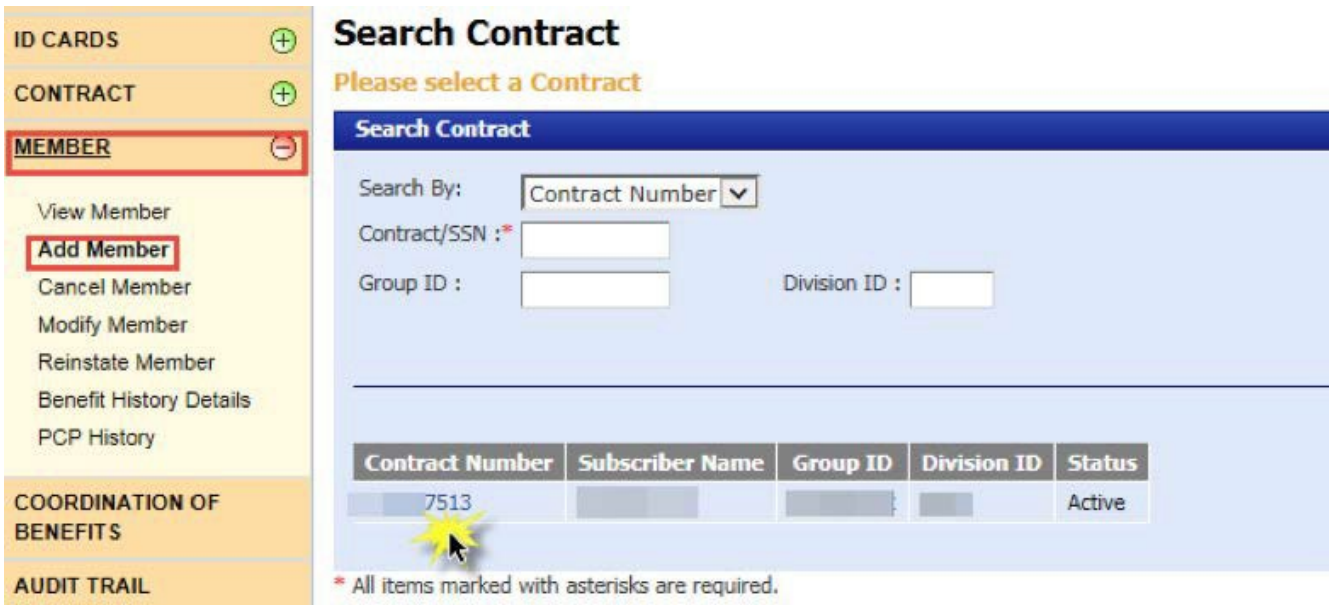 ID CARDS
CONTRACT
MEMBER
View Member
Add Member
Cancel Member
Modify Member
Reinstate Member
Benefit History Details
PCP History
COORDINATION OF
BENEFITS
AUDIT TRAIL
Search Contract
Please select a Contract
Search Contract
Search By: Contract Number
Contract/SSN :*
Group ID : Division ID :
Contract Number Subscriber Name Group ID Division ID Status
7513 Active
* All items marked with asterisks are required.